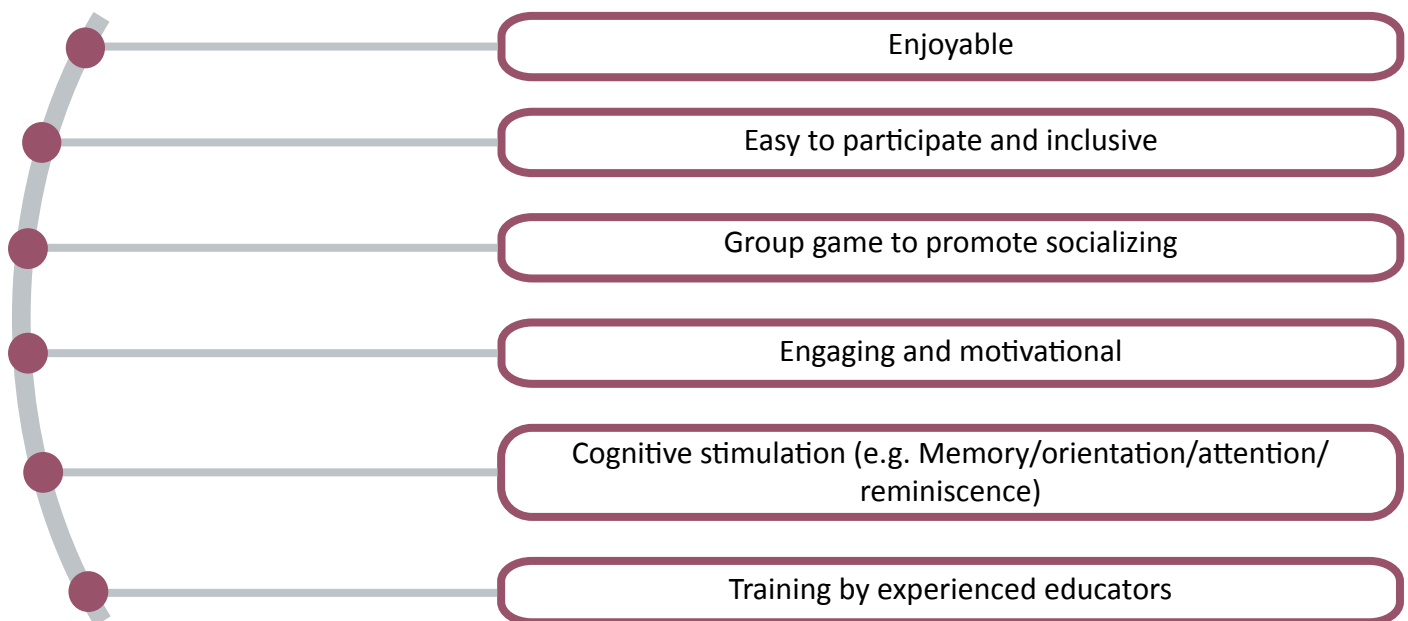 Enjoyable
Easy to participate and inclusive
Group game to promote socializing
Engaging and motivational
Cognitive stimulation (e.g. Memory/orientation/attention/
reminiscence)
Training by experienced educators